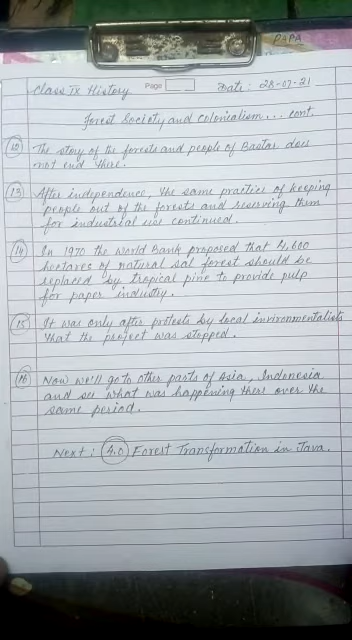 PAPA
Class IX History Page Date: 28-07-21
Forest Society and Colonialism... cont.
(12) The story of the forests and people of Bastar does
not end there.
(13) After independence, the same practice of keeping
people out of the forests and reserving them
for industrial use continued.
(14) In 1970 the World Bank proposed that 4,600
hectares of natural sal forest should be
replaced by tropical pine to provide pulp
for paper industry.
(15) It was only after protests by local invironmentalists
that the project was stopped.
(16) Now we'll go to other parts of Asia, Indonesia
and see what was happening there over the
same period.
Next: (4.0) Forest Transformation in Java.